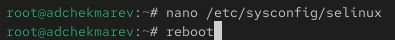 root@adchekmarev:~# nano /etc/sysconfig/selinux
root@adchekmarev:~# reboot